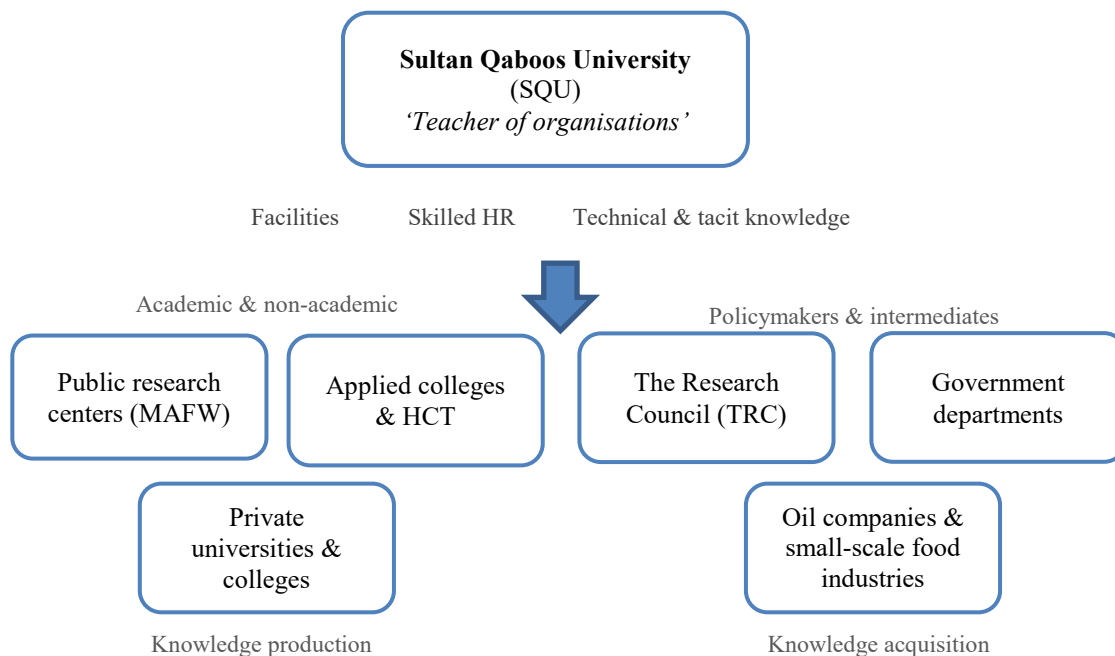 Sultan Qaboos University
(SQU)
‘Teacher of organisations’
Facilities
Skilled HR
Technical & tacit knowledge
Academic & non-academic
Policymakers & intermediates
Public research
centers (MAFW)
Applied colleges
& HCT
The Research
Council (TRC)
Government
departments
Private
universities &
colleges
Oil companies &
small-scale food
industries
Knowledge production
Knowledge acquisition